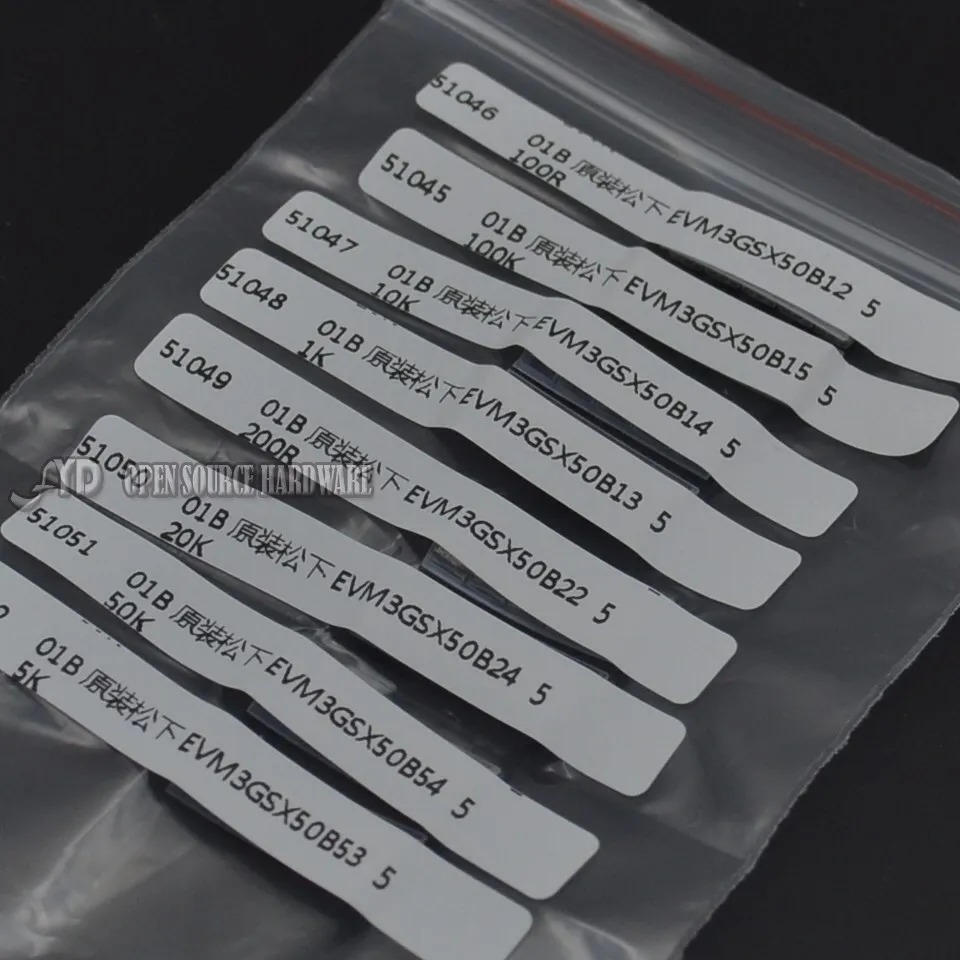 51046 01B 原装松下 EVM3GSX50B12 5
100R
51045 01B 原装松下 EVM3GSX50B15 5
100K
51047 01B 原装松下 EVM3GSX50B14 5
10K
51048 01B 原装松下 EVM3GSX50B13 5
1K
51049 01B 原装松下 EVM3GSX50B22 5
200R
51050 01B 原装松下 EVM3GSX50B24 5
20K
51051 01B 原装松下 EVM3GSX50B54 5
50K
2 01B 原装松下 EVM3GSX50B53 5
5K
YD OPEN SOURCE HARDWARE